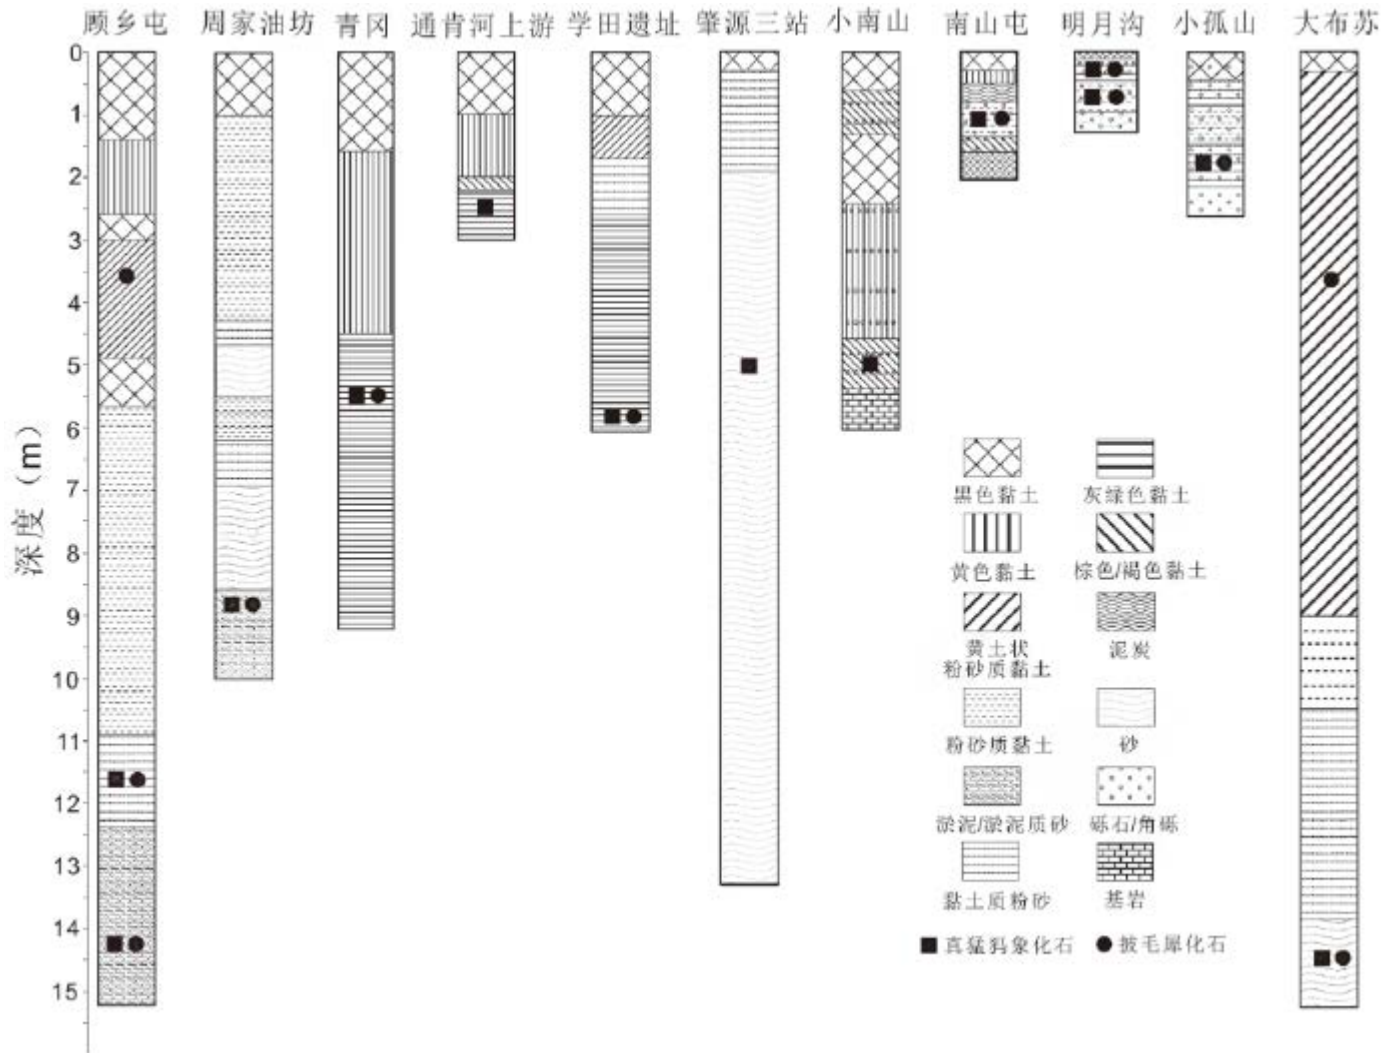 顾乡屯 周家油坊 青冈 通肯河上游 学田遗址 肇源三站 小南山 南山屯 明月沟 小孤山 大布苏
0
1
2
3
4
5
6
7
8
9
10
11
12
13
14
15
深度（m）
黑色黏土 灰绿色黏土
黄色黏土 棕色/褐色黏土
黄土状 泥炭
粉砂质黏土
粉砂质黏土 砂
淤泥/淤泥质砂 砾石/角砾
黏土质粉砂 基岩
真猛犸象化石 披毛犀化石